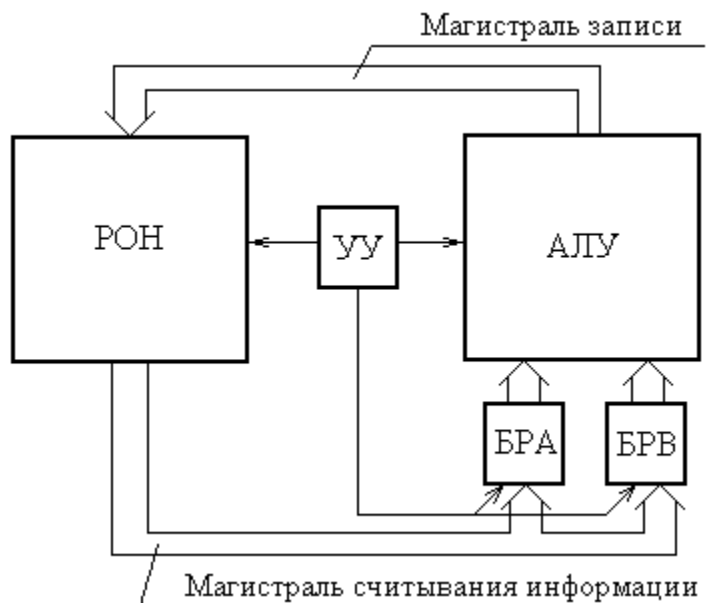 Магистраль записи
РОН
УУ
АЛУ
БРА
БРВ
Магистраль считывания информации